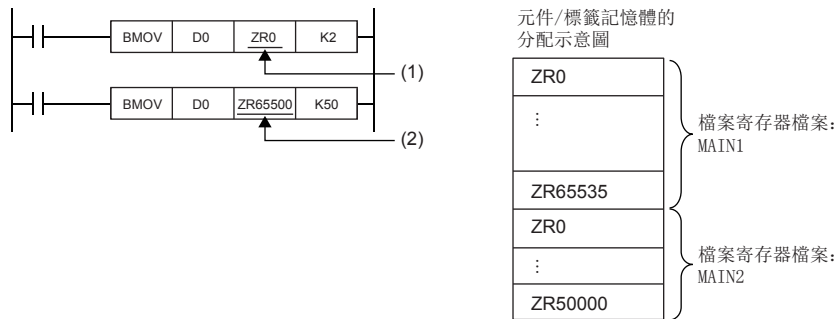 BMOV D0 ZR0 K2
(1)
BMOV D0 ZR65500 K50
(2)
元件/標籤記憶體的
分配示意圖
ZR0
⋮
ZR65535
檔案寄存器檔案：
MAIN1
ZR0
⋮
ZR50000
檔案寄存器檔案：
MAIN2